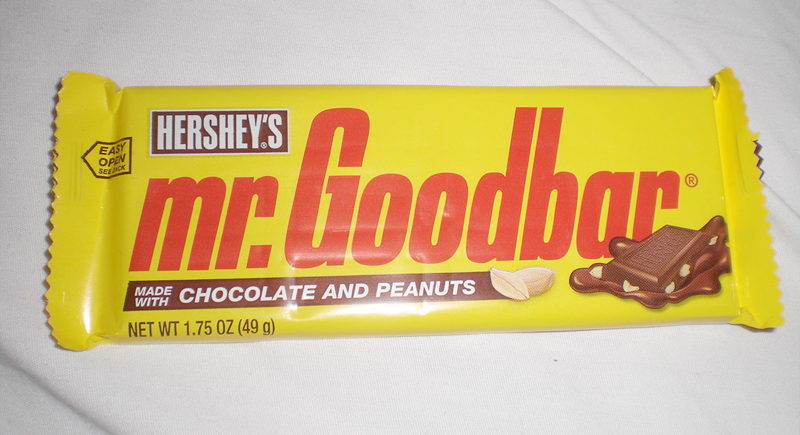 HERSHEY'S®
EASY
OPEN
SEE BACK
mr.Goodbar®
MADE
WITH
CHOCOLATE AND PEANUTS
NET WT 1.75 OZ (49 g)